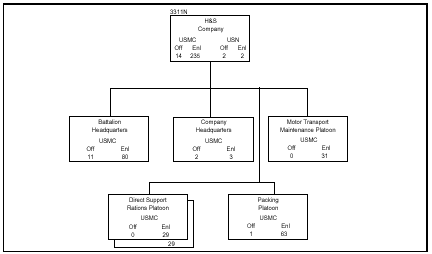 3311N
H&S
Company
USMC USN
Off Enl Off Enl
14 235 2 2
Battalion
Headquarters
USMC
Off Enl
11 80
Company
Headquarters
USMC
Off Enl
2 3
Motor Transport
Maintenance Platoon
USMC
Off Enl
0 31
Direct Support
Rations Platoon
USMC
Off Enl
0 29
29
Packing
Platoon
USMC
Off Enl
1 63